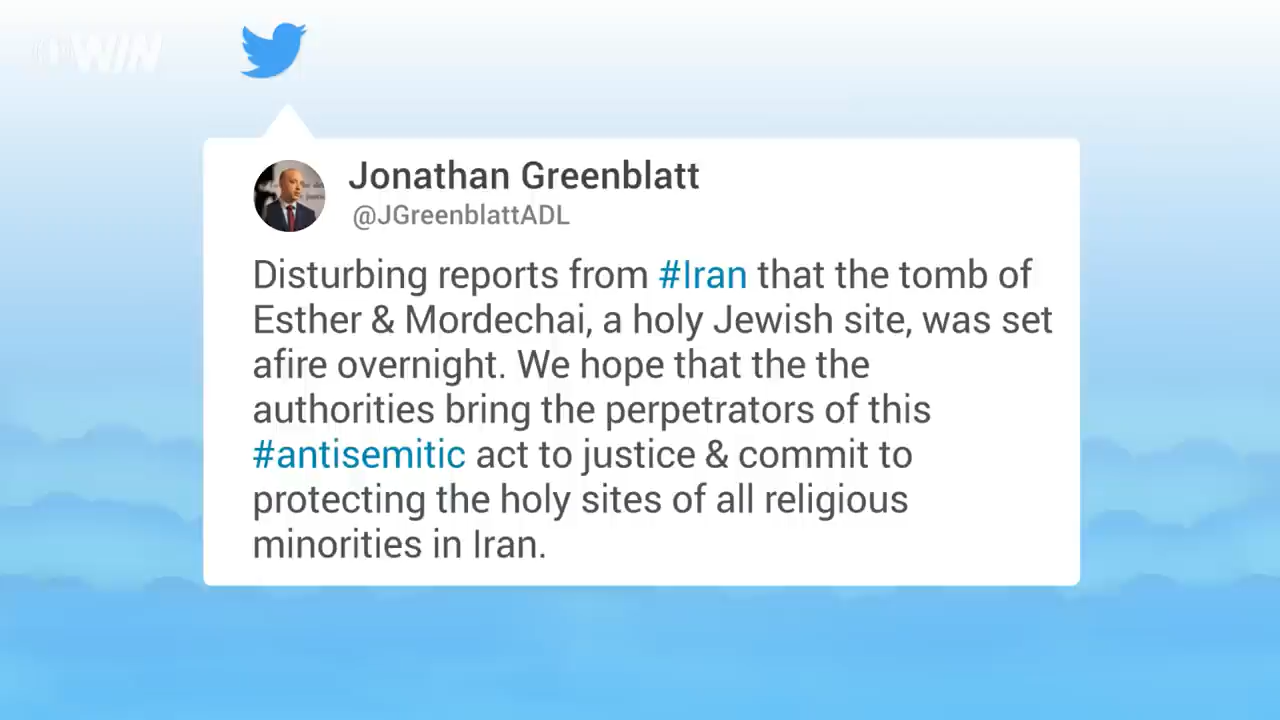 WIN
Jonathan Greenblatt
@JGreenblattADL
Disturbing reports from #Iran that the tomb of
Esther & Mordechai, a holy Jewish site, was set
afire overnight. We hope that the the
authorities bring the perpetrators of this
#antisemitic act to justice & commit to
protecting the holy sites of all religious
minorities in Iran.